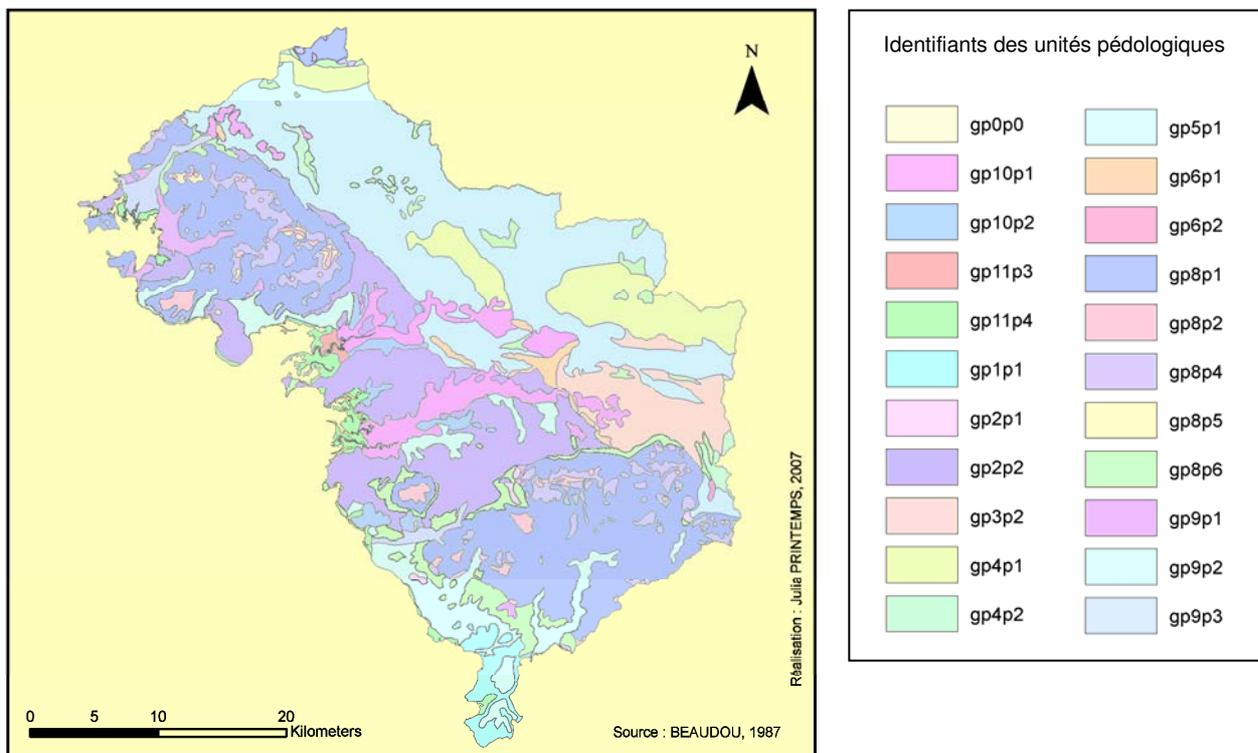 N
Réalisation : Julia PRINTEMPS, 2007
0 5 10 20
Kilometers
Source : BEAUDOU, 1987
Identifiants des unités pédologiques
gp0p0
gp10p1
gp10p2
gp11p3
gp11p4
gp1p1
gp2p1
gp2p2
gp3p2
gp4p1
gp4p2
gp5p1
gp6p1
gp6p2
gp8p1
gp8p2
gp8p4
gp8p5
gp8p6
gp9p1
gp9p2
gp9p3